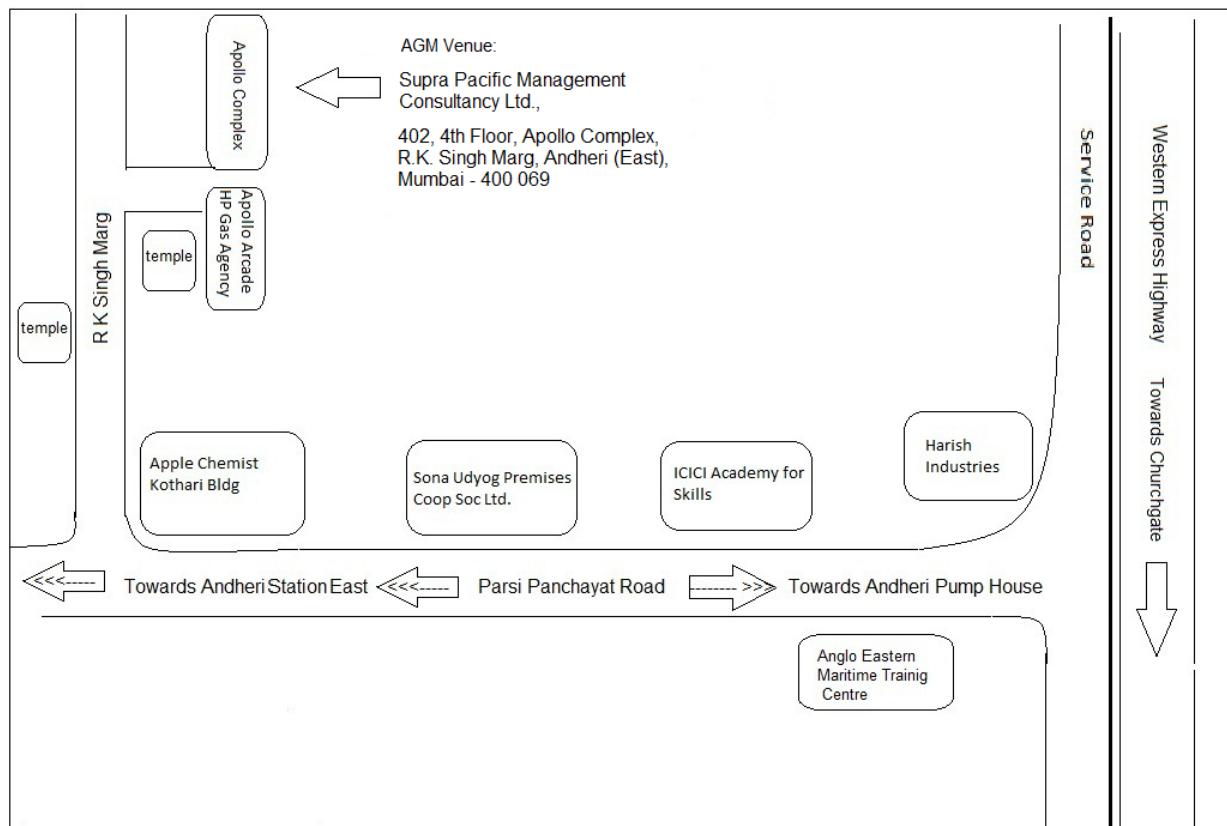 AGM Venue:
Supra Pacific Management
Consultancy Ltd.,
402, 4th Floor, Apollo Complex,
R.K. Singh Marg, Andheri (East),
Mumbai - 400 069
Apollo Complex
Apollo Arcade
HP Gas Agency
temple
temple
R K Singh Marg
Service Road
Western Express Highway
Towards Churchgate
Apple Chemist
Kothari Bldg
Sona Udyog Premises
Coop Soc Ltd.
ICICI Academy for
Skills
Harish
Industries
<<<----- Towards Andheri Station East <<<----- Parsi Panchayat Road ------- >>> Towards Andheri Pump House
Anglo Eastern
Maritime Trainig
Centre